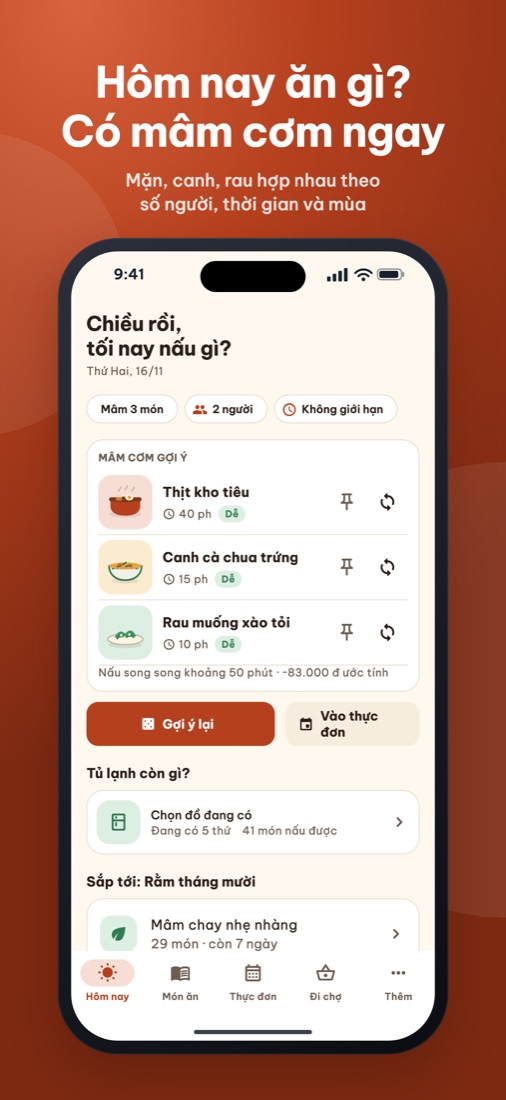 Hôm nay ăn gì?
Có mâm cơm ngay
Mặn, canh, rau hợp nhau theo
số người, thời gian và mùa
9:41
Chiều rồi,
tối nay nấu gì?
Thứ Hai, 16/11
Mâm 3 món
2 người
Không giới hạn
MÂM CƠM GỢI Ý
Thịt kho tiêu
40 ph Dễ
Canh cà chua trứng
15 ph Dễ
Rau muống xào tỏi
10 ph Dễ
Nấu song song khoảng 50 phút · ~83.000 đ ước tính
Gợi ý lại
Vào thực
đơn
Tủ lạnh còn gì?
Chọn đồ đang có
Đang có 5 thứ 41 món nấu được
Sắp tới: Rằm tháng mười
Mâm chay nhẹ nhàng
29 món · còn 7 ngày
Hôm nay
Món ăn
Thực đơn
Đi chợ
Thêm